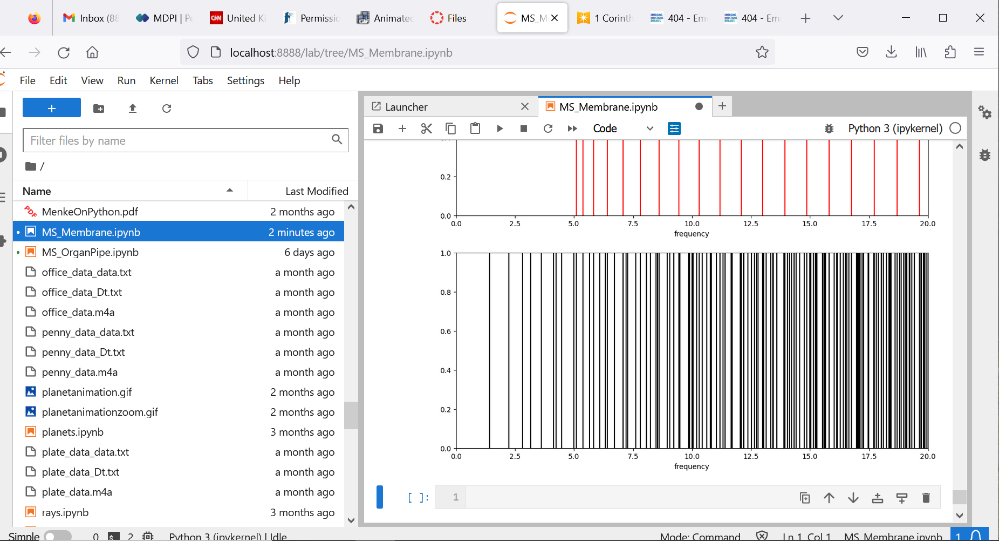 Inbox (88 MDPI | Pe CNN United Ki Permissio Animated Files MS_M 1 Corinth 404 - Eme 404 - Eme
localhost:8888/lab/tree/MS_Membrane.ipynb
File Edit View Run Kernel Tabs Settings Help
Launcher MS_Membrane.ipynb
Code Python 3 (ipykernel)
Filter files by name
/
Name Last Modified
MenkeOnPython.pdf 2 months ago
MS_Membrane.ipynb 2 minutes ago
MS_OrganPipe.ipynb 6 days ago
office_data_data.txt a month ago
office_data_Dt.txt a month ago
office_data.m4a a month ago
penny_data_data.txt a month ago
penny_data_Dt.txt a month ago
penny_data.m4a a month ago
planetanimation.gif 2 months ago
planetanimationzoom.gif 2 months ago
planets.ipynb 3 months ago
plate_data_data.txt a month ago
plate_data_Dt.txt a month ago
plate_data.m4a a month ago
rays.ipynb 3 months ago
0.2
0.0
0.0 2.5 5.0 7.5 10.0 12.5 15.0 17.5 20.0
frequency
1.0
0.8
0.6
0.4
0.2
0.0
0.0 2.5 5.0 7.5 10.0 12.5 15.0 17.5 20.0
frequency
[ ]: 1
Simple 0 2 Python 3 (ipykernel) | Idle Mode: Command Ln 1, Col 1 MS_Membrane.ipynb 1